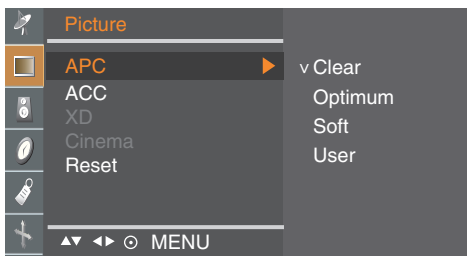 Picture
APC
ACC
XD
Cinema
Reset
v Clear
Optimum
Soft
User
MENU